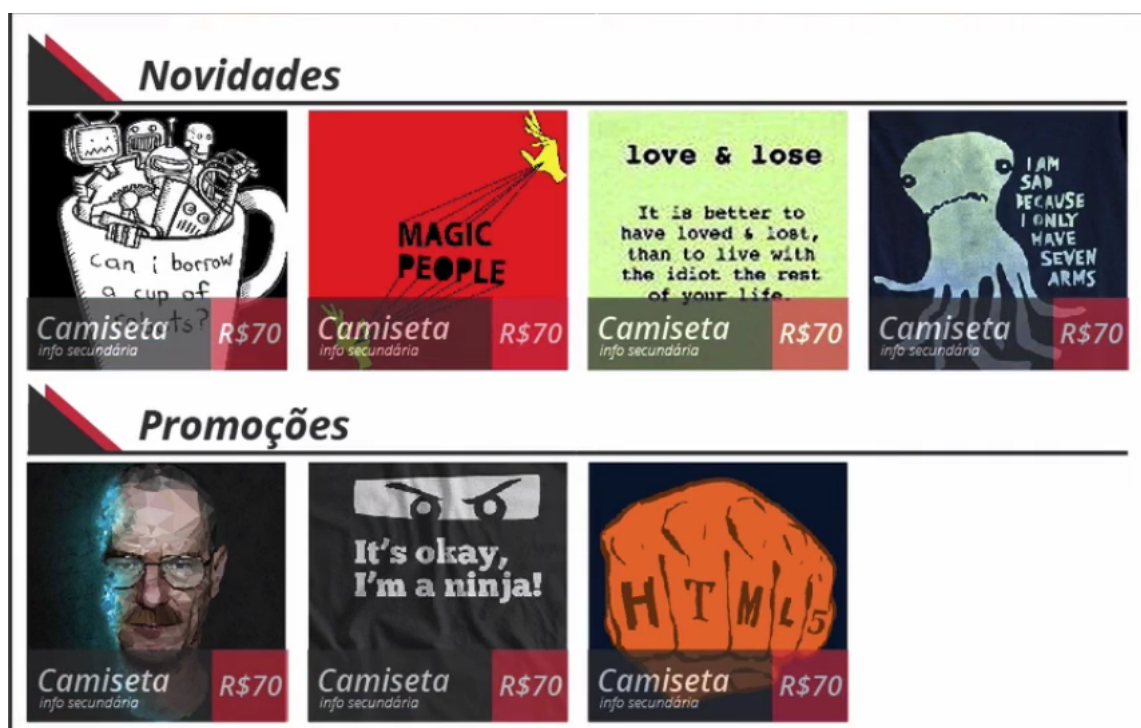 Novidades
can i borrow
a cup of
robots?
Camiseta
info secundária
R$70
MAGIC
PEOPLE
Camiseta
info secundária
R$70
love & lose
It is better to
have loved & lost,
than to live with
the idiot the rest
of your life.
Camiseta
info secundária
R$70
I AM
SAD
BECAUSE
I ONLY
HAVE
SEVEN
ARMS
Camiseta
info secundária
R$70
Promoções
Camiseta
info secundária
R$70
It's okay,
I'm a ninja!
Camiseta
info secundária
R$70
HTML5
Camiseta
info secundária
R$70